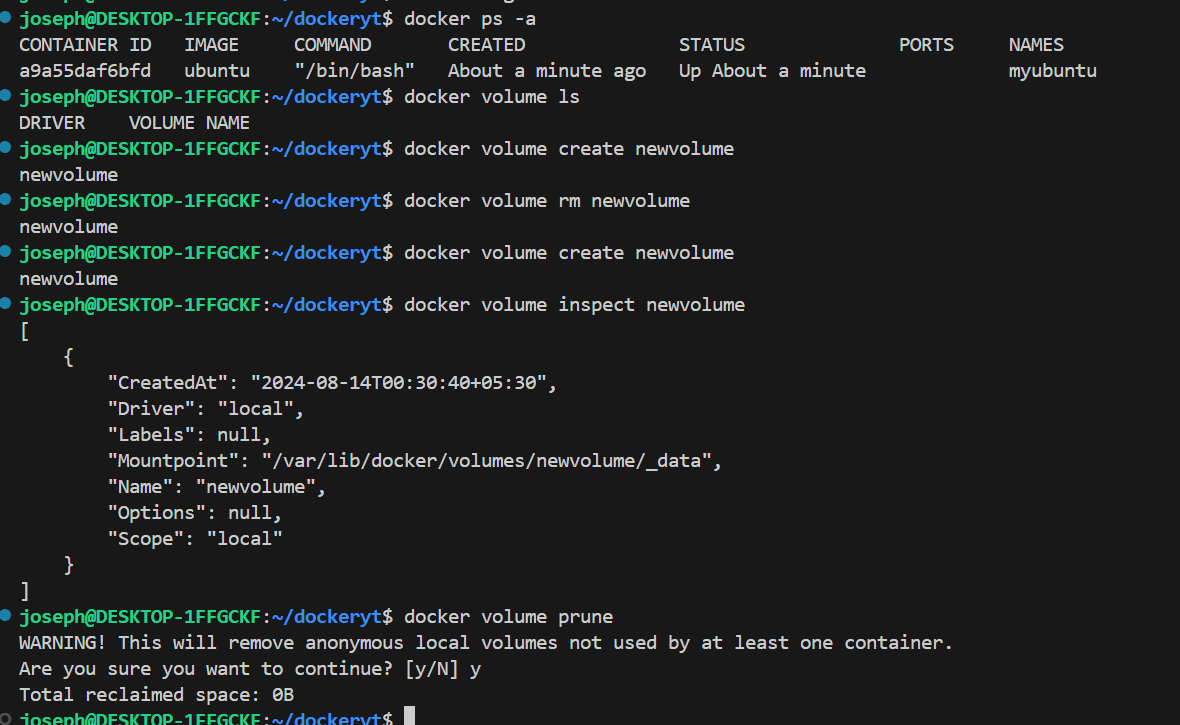 joseph@DESKTOP-1FFGCKF:~/dockeryt$ docker ps -a
CONTAINER ID   IMAGE     COMMAND       CREATED              STATUS              PORTS     NAMES
a9a55daf6bfd   ubuntu    "/bin/bash"   About a minute ago   Up About a minute             myubuntu
joseph@DESKTOP-1FFGCKF:~/dockeryt$ docker volume ls
DRIVER    VOLUME NAME
joseph@DESKTOP-1FFGCKF:~/dockeryt$ docker volume create newvolume
newvolume
joseph@DESKTOP-1FFGCKF:~/dockeryt$ docker volume rm newvolume
newvolume
joseph@DESKTOP-1FFGCKF:~/dockeryt$ docker volume create newvolume
newvolume
joseph@DESKTOP-1FFGCKF:~/dockeryt$ docker volume inspect newvolume
[
    {
        "CreatedAt": "2024-08-14T00:30:40+05:30",
        "Driver": "local",
        "Labels": null,
        "Mountpoint": "/var/lib/docker/volumes/newvolume/_data",
        "Name": "newvolume",
        "Options": null,
        "Scope": "local"
    }
]
joseph@DESKTOP-1FFGCKF:~/dockeryt$ docker volume prune
WARNING! This will remove anonymous local volumes not used by at least one container.
Are you sure you want to continue? [y/N] y
Total reclaimed space: 0B
joseph@DESKTOP-1FFGCKF:~/dockeryt$